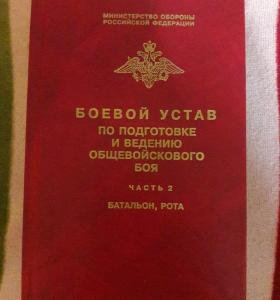 МИНИСТЕРСТВО ОБОРОНЫ
РОССИЙСКОЙ ФЕДЕРАЦИИ
БОЕВОЙ УСТАВ
ПО ПОДГОТОВКЕ
И ВЕДЕНИЮ
ОБЩЕВОЙСКОВОГО
БОЯ
ЧАСТЬ 2
БАТАЛЬОН, РОТА